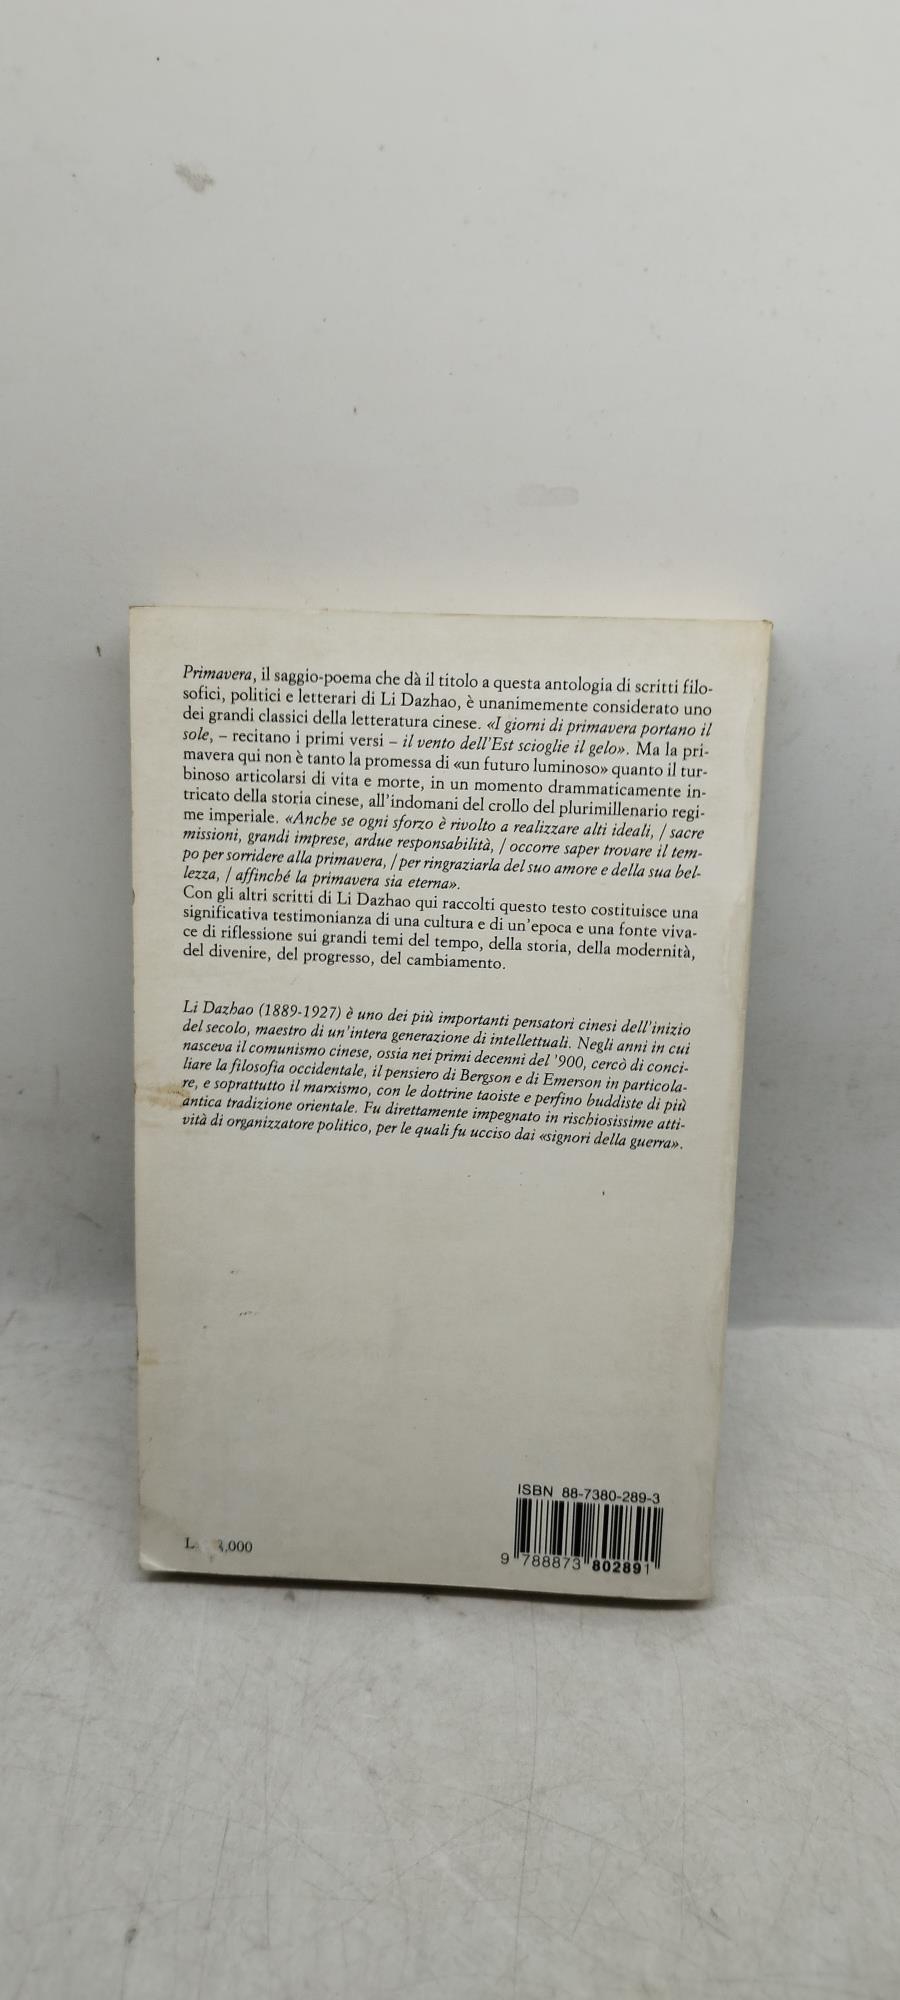 Primavera, il saggio-poema che dà il titolo a questa antologia di scritti filo-
sofici, politici e letterari di Li Dazhao, è unanimemente considerato uno
dei grandi classici della letteratura cinese. «I giorni di primavera portano il
sole, – recitano i primi versi – il vento dell'Est scioglie il gelo». Ma la pri-
mavera qui non è tanto la promessa di «un futuro luminoso» quanto il tur-
binoso articolarsi di vita e morte, in un momento drammaticamente in-
tricato della storia cinese, all'indomani del crollo del plurimillenario regi-
me imperiale. «Anche se ogni sforzo è rivolto a realizzare alti ideali, / sacre
missioni, grandi imprese, ardue responsabilità, / occorre saper trovare il tem-
po per sorridere alla primavera, / per ringraziarla del suo amore e della sua bel-
lezza, / affinché la primavera sia eterna».
Con gli altri scritti di Li Dazhao qui raccolti questo testo costituisce una
significativa testimonianza di una cultura e di un'epoca e una fonte viva-
ce di riflessione sui grandi temi del tempo, della storia, della modernità,
del divenire, del progresso, del cambiamento.
Li Dazhao (1889-1927) è uno dei più importanti pensatori cinesi dell'inizio
del secolo, maestro di un'intera generazione di intellettuali. Negli anni in cui
nasceva il comunismo cinese, ossia nei primi decenni del '900, cercò di conci-
liare la filosofia occidentale, il pensiero di Bergson e di Emerson in particola-
re, e soprattutto il marxismo, con le dottrine taoiste e perfino buddiste di più
antica tradizione orientale. Fu direttamente impegnato in rischiosissime atti-
vità di organizzatore politico, per le quali fu ucciso dai «signori della guerra».
ISBN 88-7380-289-3
9 788873 802891
L. ,000